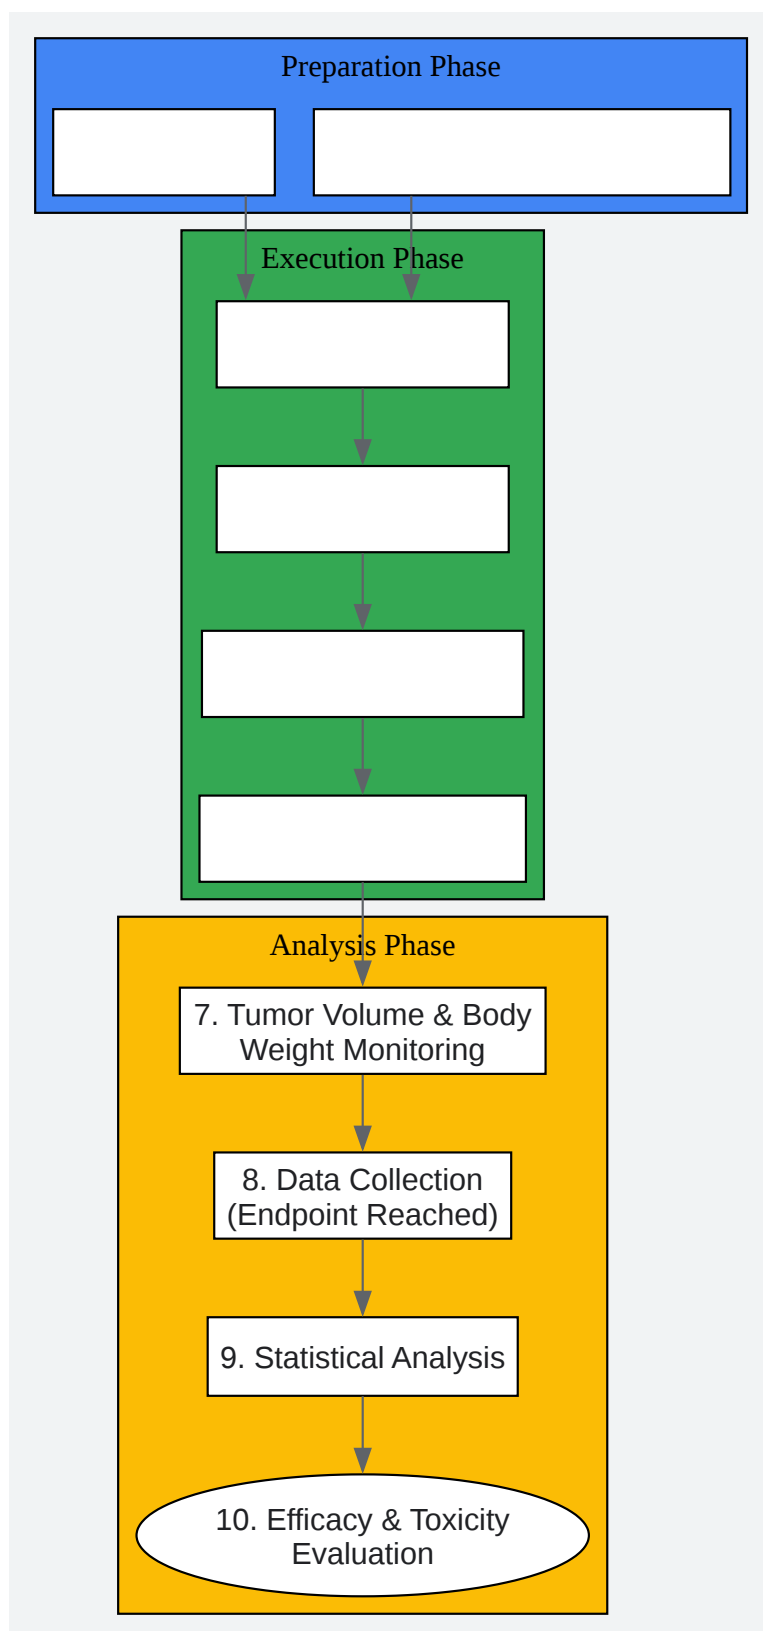 Preparation Phase
Execution Phase
Analysis Phase
7. Tumor Volume & Body
Weight Monitoring
8. Data Collection
(Endpoint Reached)
9. Statistical Analysis
10. Efficacy & Toxicity
Evaluation